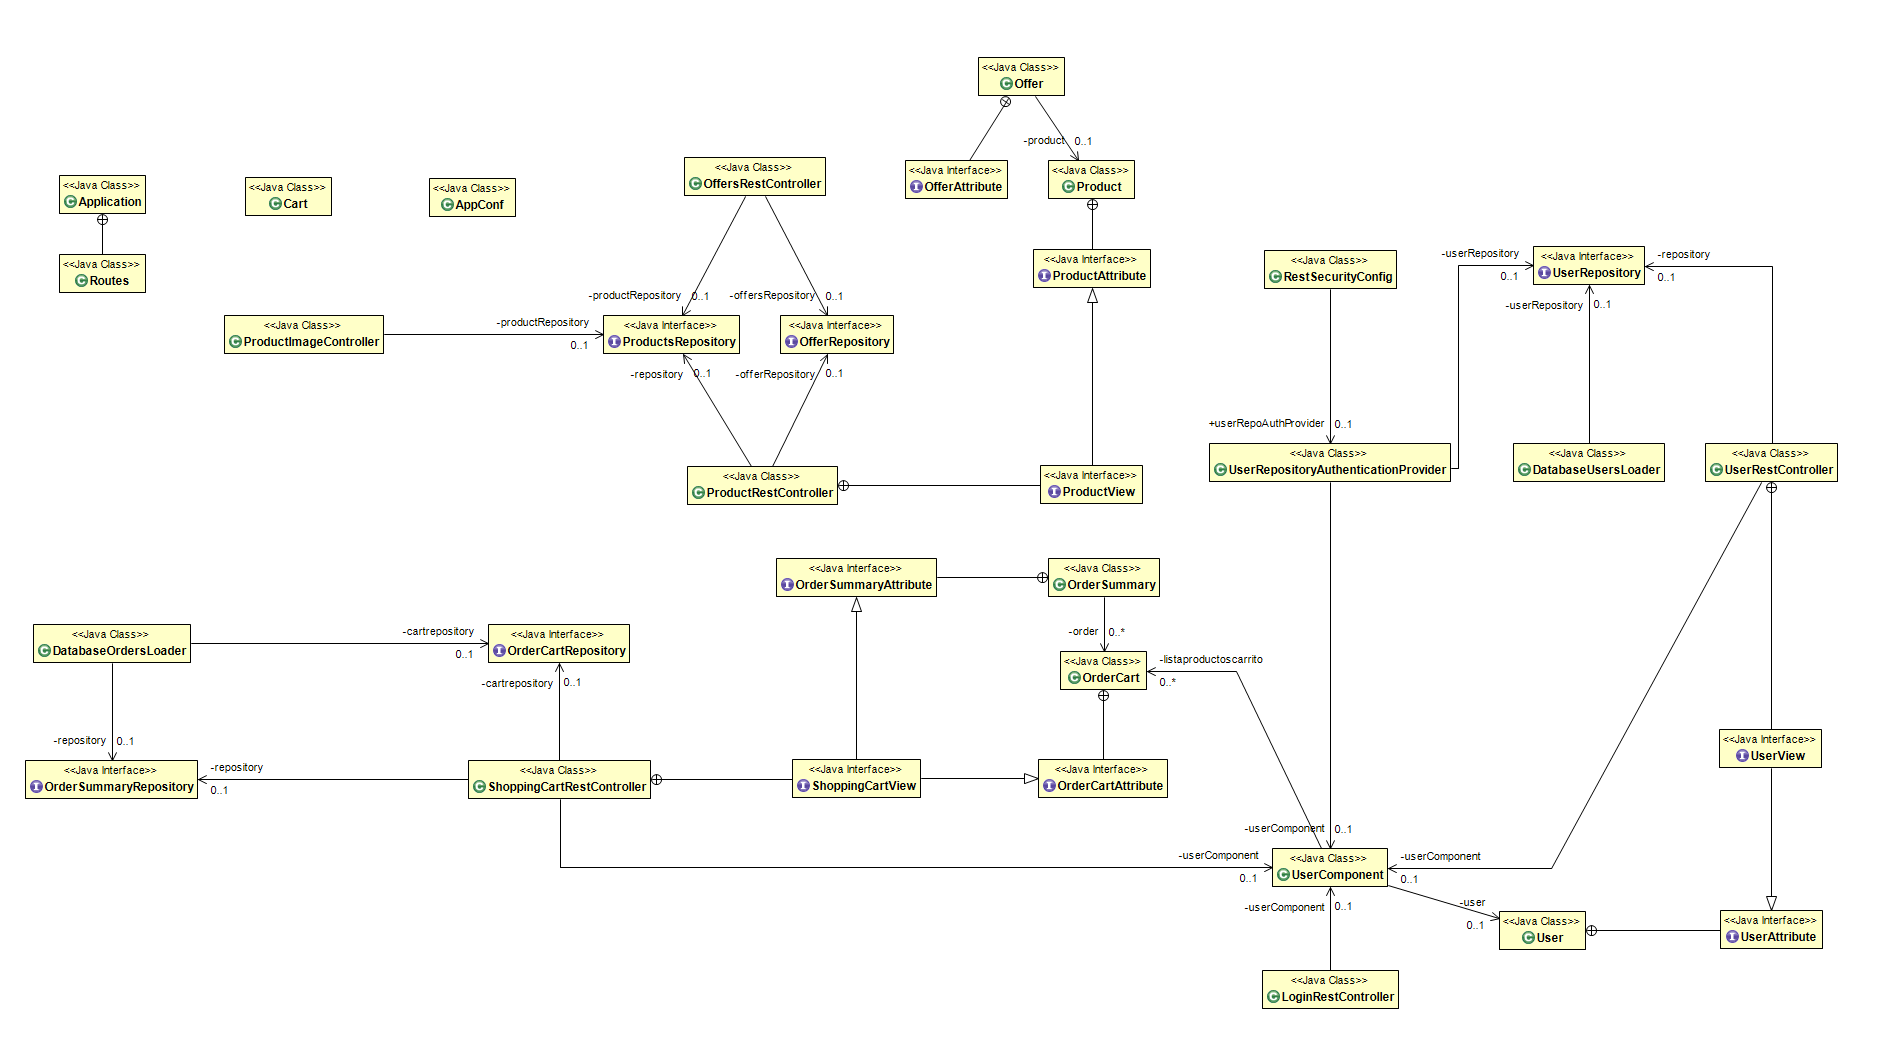 <<Java Class>>
Offer
-product 0..1
<<Java Interface>>
OfferAttribute
<<Java Class>>
Product
<<Java Class>>
OffersRestController
<<Java Class>>
Application
<<Java Class>>
Cart
<<Java Class>>
AppConf
<<Java Class>>
Routes
<<Java Interface>>
ProductAttribute
<<Java Class>>
RestSecurityConfig
-userRepository
0..1
<<Java Interface>>
UserRepository
-repository
0..1
-userRepository 0..1
-productRepository 0..1
-offersRepository 0..1
<<Java Class>>
ProductImageController
-productRepository
0..1
<<Java Interface>>
ProductsRepository
<<Java Interface>>
OfferRepository
-repository 0..1
-offerRepository 0..1
+userRepoAuthProvider 0..1
<<Java Class>>
UserRepositoryAuthenticationProvider
<<Java Class>>
DatabaseUsersLoader
<<Java Class>>
UserRestController
<<Java Class>>
ProductRestController
<<Java Interface>>
ProductView
<<Java Interface>>
OrderSummaryAttribute
<<Java Class>>
OrderSummary
-order 0..*
<<Java Class>>
DatabaseOrdersLoader
-cartrepository
0..1
<<Java Interface>>
OrderCartRepository
-cartrepository 0..1
<<Java Class>>
OrderCart
-listaproductoscarrito
0..*
-repository 0..1
<<Java Interface>>
OrderSummaryRepository
-repository
0..1
<<Java Class>>
ShoppingCartRestController
<<Java Interface>>
ShoppingCartView
<<Java Interface>>
OrderCartAttribute
<<Java Interface>>
UserView
-userComponent 0..1
-userComponent
0..1
<<Java Class>>
UserComponent
-userComponent
0..1
-userComponent 0..1
-user
0..1
<<Java Class>>
User
<<Java Interface>>
UserAttribute
<<Java Class>>
LoginRestController